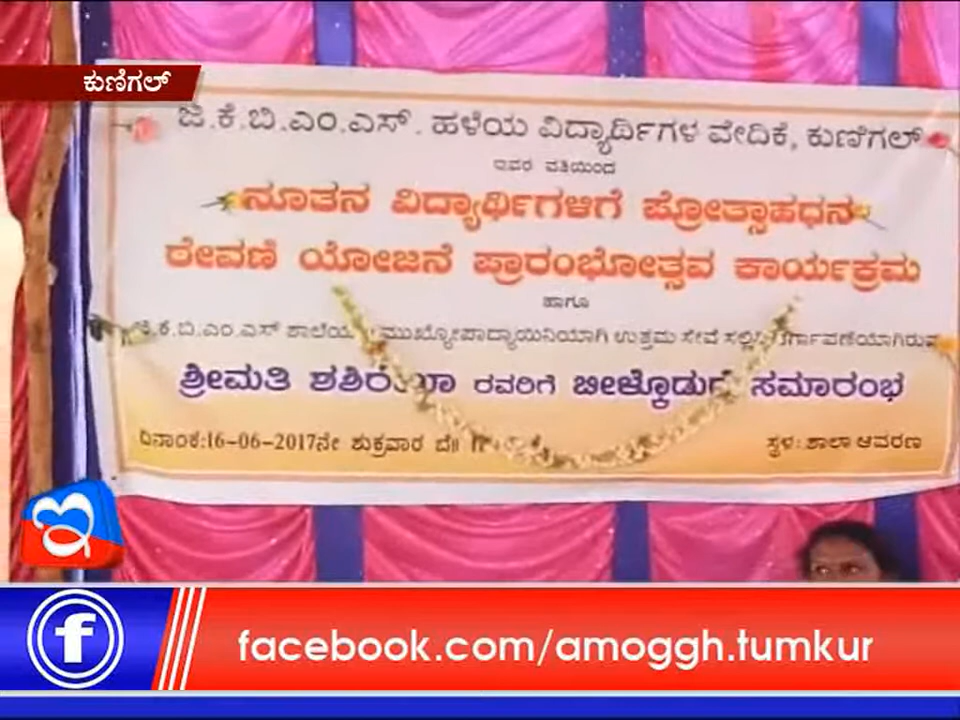 ಕುಣಿಗಲ್
ಜಿ.ಕೆ.ಬಿ.ಎಂ.ಎಸ್. ಹಳೆಯ ವಿದ್ಯಾರ್ಥಿಗಳ ವೇದಿಕೆ, ಕುಣಿಗಲ್
ಇವರ ವತಿಯಿಂದ
ನೂತನ ವಿದ್ಯಾರ್ಥಿಗಳಿಗೆ ಪ್ರೋತ್ಸಾಹಧನ
ಠೇವಣಿ ಯೋಜನೆ ಪ್ರಾರಂಭೋತ್ಸವ ಕಾರ್ಯಕ್ರಮ
ಹಾಗೂ
ಜಿ.ಕೆ.ಬಿ.ಎಂ.ಎಸ್ ಶಾಲೆಯ ಮುಖ್ಯೋಪಾದ್ಯಾಯಿನಿಯಾಗಿ ಉತ್ತಮ ಸೇವೆ
ಶ್ರೀಮತಿ ರವರಿಗೆ ಬೀಳ್ಕೊಡುಗೆ ಸಮಾರಂಭ
ದಿನಾಂಕ:16-06-2017ನೇ ಶುಕ್ರವಾರ ಬೆ॥
ಸ್ಥಳ: ಶಾಲಾ ಆವರಣ
ಇ
f facebook.com/amoggh.tumkur